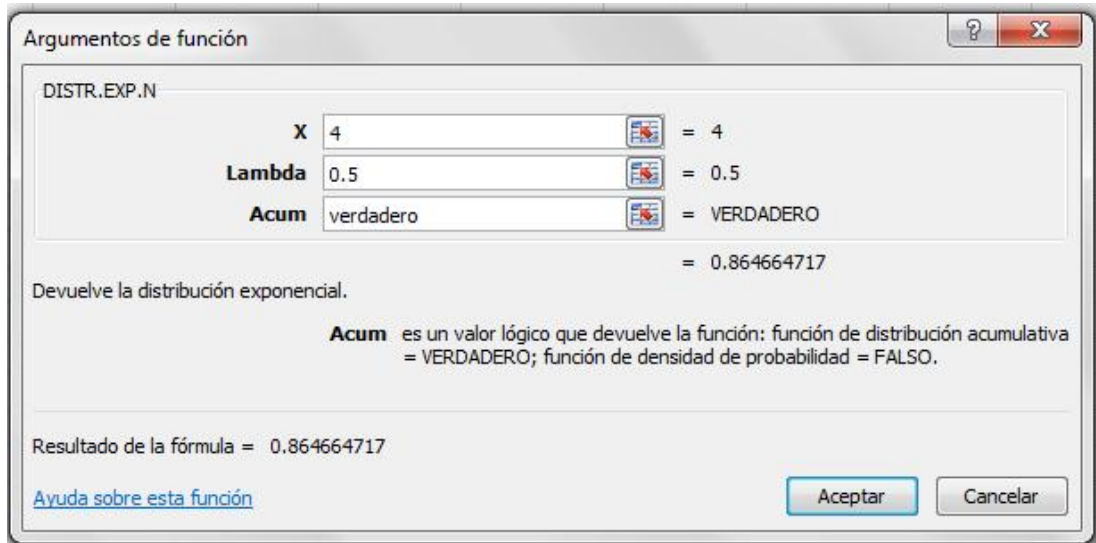 Argumentos de función
DISTR.EXP.N
X 4 = 4
Lambda 0.5 = 0.5
Acum verdadero = VERDADERO
= 0.864664717
Devuelve la distribución exponencial.
Acum es un valor lógico que devuelve la función: función de distribución acumulativa
= VERDADERO; función de densidad de probabilidad = FALSO.
Resultado de la fórmula = 0.864664717
Ayuda sobre esta función Aceptar Cancelar